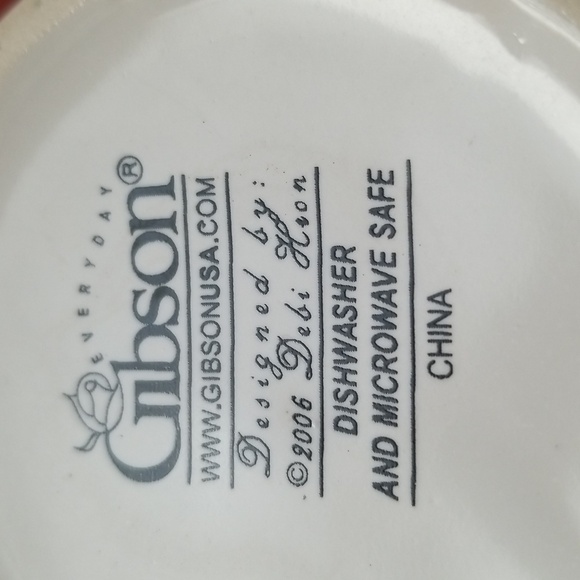 EVERYDAY
Gibson®
WWW.GIBSONUSA.COM
Designed by:
©2006 Debi Hron
DISHWASHER
AND MICROWAVE SAFE
CHINA